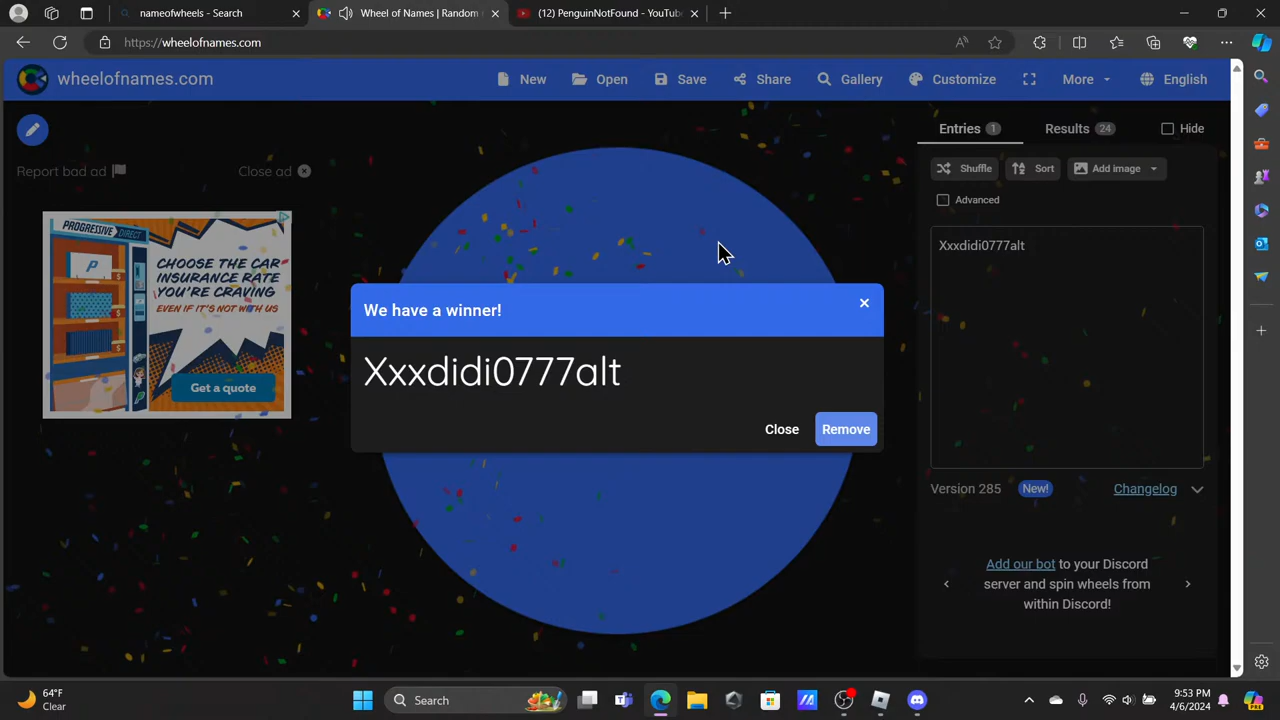 nameofwheels - Search
Wheel of Names | Random
(12) PenguinNotFound - YouTube
https://wheelofnames.com
wheelofnames.com
New
Open
Save
Share
Gallery
Customize
More
English
Report bad ad
Close ad
PROGRESSIVE DIRECT
P
CHOOSE THE CAR
INSURANCE RATE
YOU'RE CRAVING
EVEN IF IT'S NOT WITH US
Get a quote
We have a winner!
Xxxdidi0777alt
Close
Remove
Entries 1
Results 24
Hide
Shuffle
Sort
Add image
Advanced
Xxxdidi0777alt
Version 285
New!
Changelog
Add our bot to your Discord
server and spin wheels from
within Discord!
64°F
Clear
Search
9:53 PM
4/6/2024